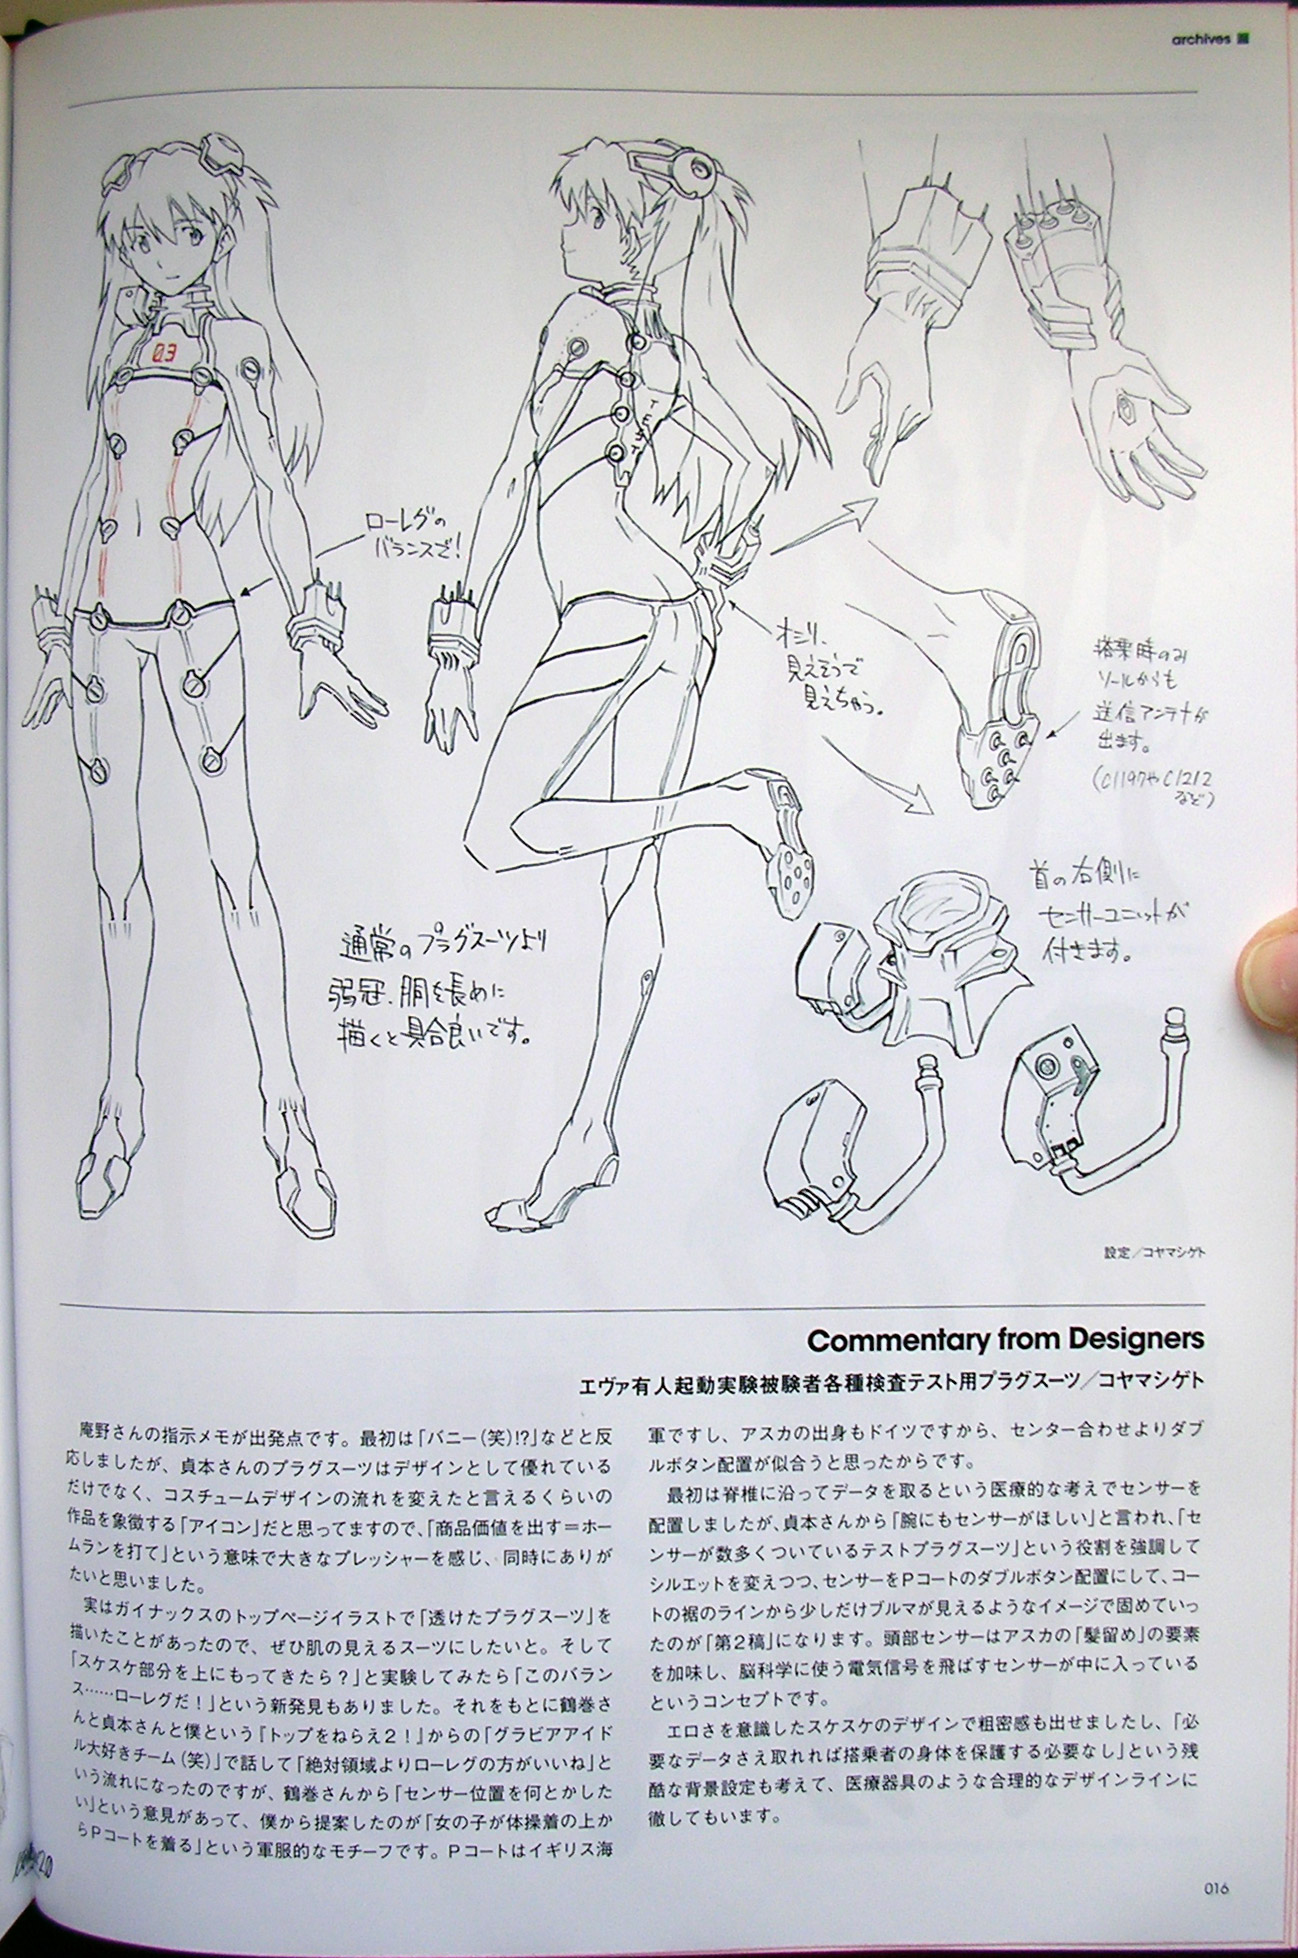 archives
03
TEST
ローレグの
バランスで!
オシリ、
見えそうで
見えちゃう。
搭乗時のみ
ソールからも
送信アンテナが
出ます。
(C1197やC1212
など)
首の右側に
センサーユニットが
付きます。
通常のプラグスーツより
弱冠、胴を長めに
描くと具合良いです。
設定/コヤマシゲト
Commentary from Designers
エヴァ有人起動実験被験者各種検査テスト用プラグスーツ/コヤマシゲト
庵野さんの指示メモが出発点です。最初は「バニー(笑)!?」などと反
応しましたが、貞本さんのプラグスーツはデザインとして優れている
だけでなく、コスチュームデザインの流れを変えたと言えるくらいの
作品を象徴する「アイコン」だと思ってますので、「商品価値を出す=ホー
ムランを打て」という意味で大きなプレッシャーを感じ、同時にありが
たいと思いました。
実はガイナックスのトップページイラストで「透けたプラグスーツ」を
描いたことがあったので、ぜひ肌の見えるスーツにしたいと。そして
「スケスケ部分を上にもってきたら?」と実験してみたら「このバラン
ス……ローレグだ!」という新発見もありました。それをもとに鶴巻さ
んと貞本さんと僕という『トップをねらえ2!』からの「グラビアアイド
ル大好きチーム(笑)」で話して「絶対領域よりローレグの方がいいね」と
いう流れになったのですが、鶴巻さんから「センサー位置を何とかした
い」という意見があって、僕から提案したのが「女の子が体操着の上か
らPコートを着る」という軍服的なモチーフです。Pコートはイギリス海
軍ですし、アスカの出身もドイツですから、センター合わせよりダブ
ルボタン配置が似合うと思ったからです。
最初は脊椎に沿ってデータを取るという医療的な考えでセンサーを
配置しましたが、貞本さんから「腕にもセンサーがほしい」と言われ、「セ
ンサーが数多くついているテストプラグスーツ」という役割を強調して
シルエットを変えつつ、センサーをPコートのダブルボタン配置にして、コー
トの裾のラインから少しだけブルマが見えるようなイメージで固めていっ
たのが「第2稿」になります。頭部センサーはアスカの「髪留め」の要素
を加味し、脳科学に使う電気信号を飛ばすセンサーが中に入っている
というコンセプトです。
エロさを意識したスケスケのデザインで粗密感も出せましたし、「必
要なデータさえ取れれば搭乗者の身体を保護する必要なし」という残
酷な背景設定も考えて、医療器具のような合理的なデザインラインに
徹してもいます。
016